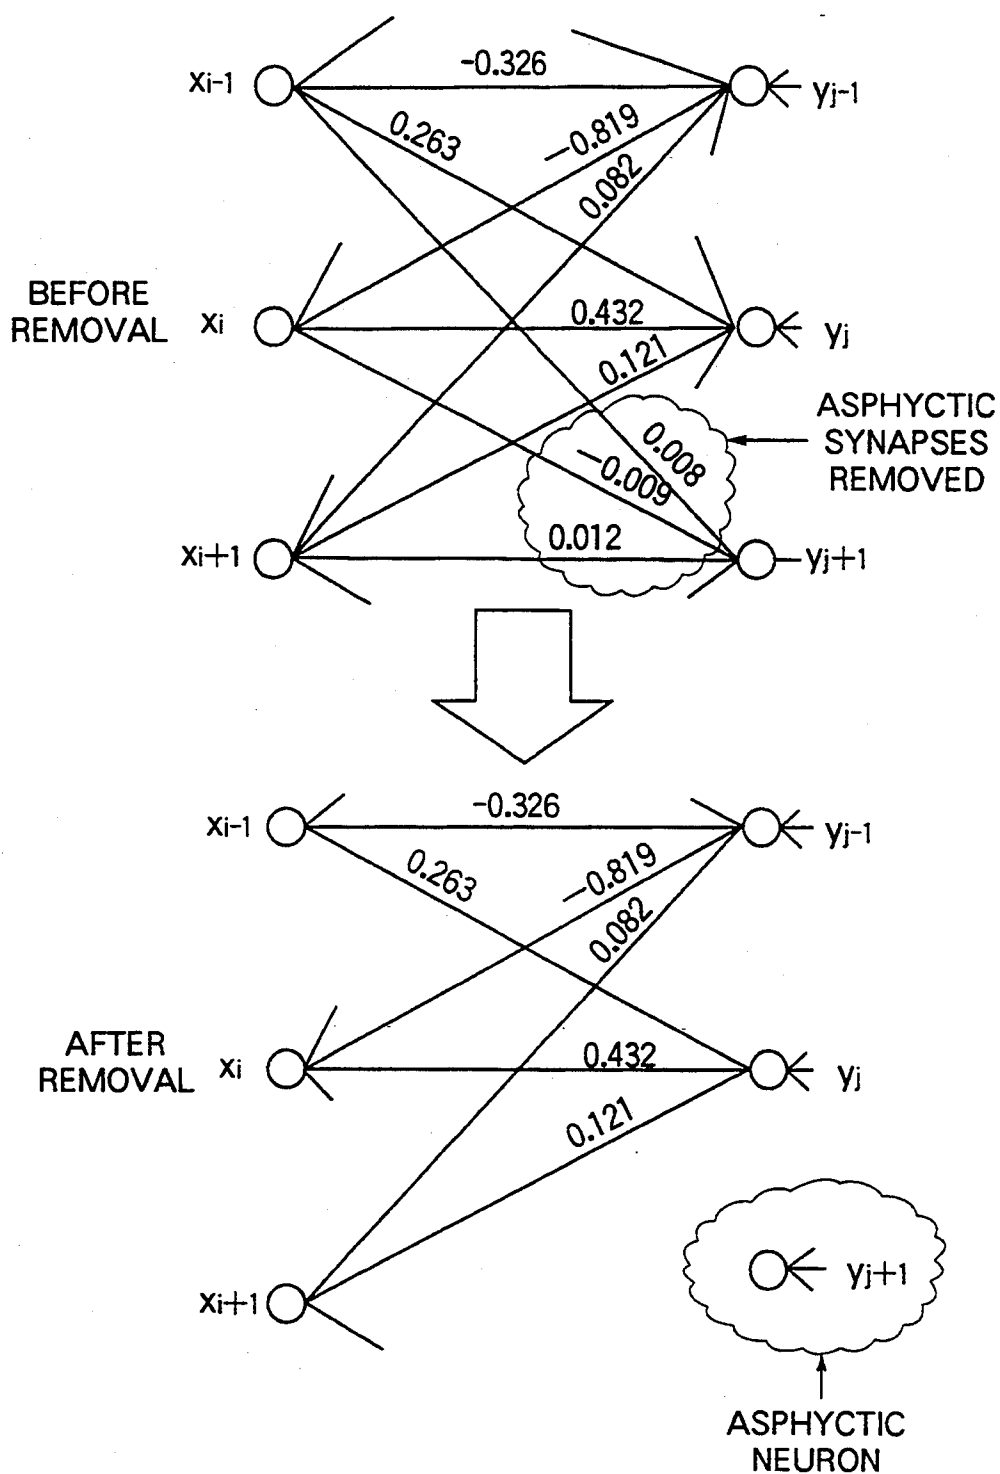 xi-1
-0.326
yj-1
0.263
-0.819
0.082
BEFORE
REMOVAL
xi
0.432
yj
0.121
ASPHYCTIC
SYNAPSES
REMOVED
0.008
-0.009
xi+1
0.012
yj+1
xi-1
-0.326
yj-1
0.263
-0.819
0.082
AFTER
REMOVAL
xi
0.432
yj
0.121
xi+1
yj+1
ASPHYCTIC
NEURON